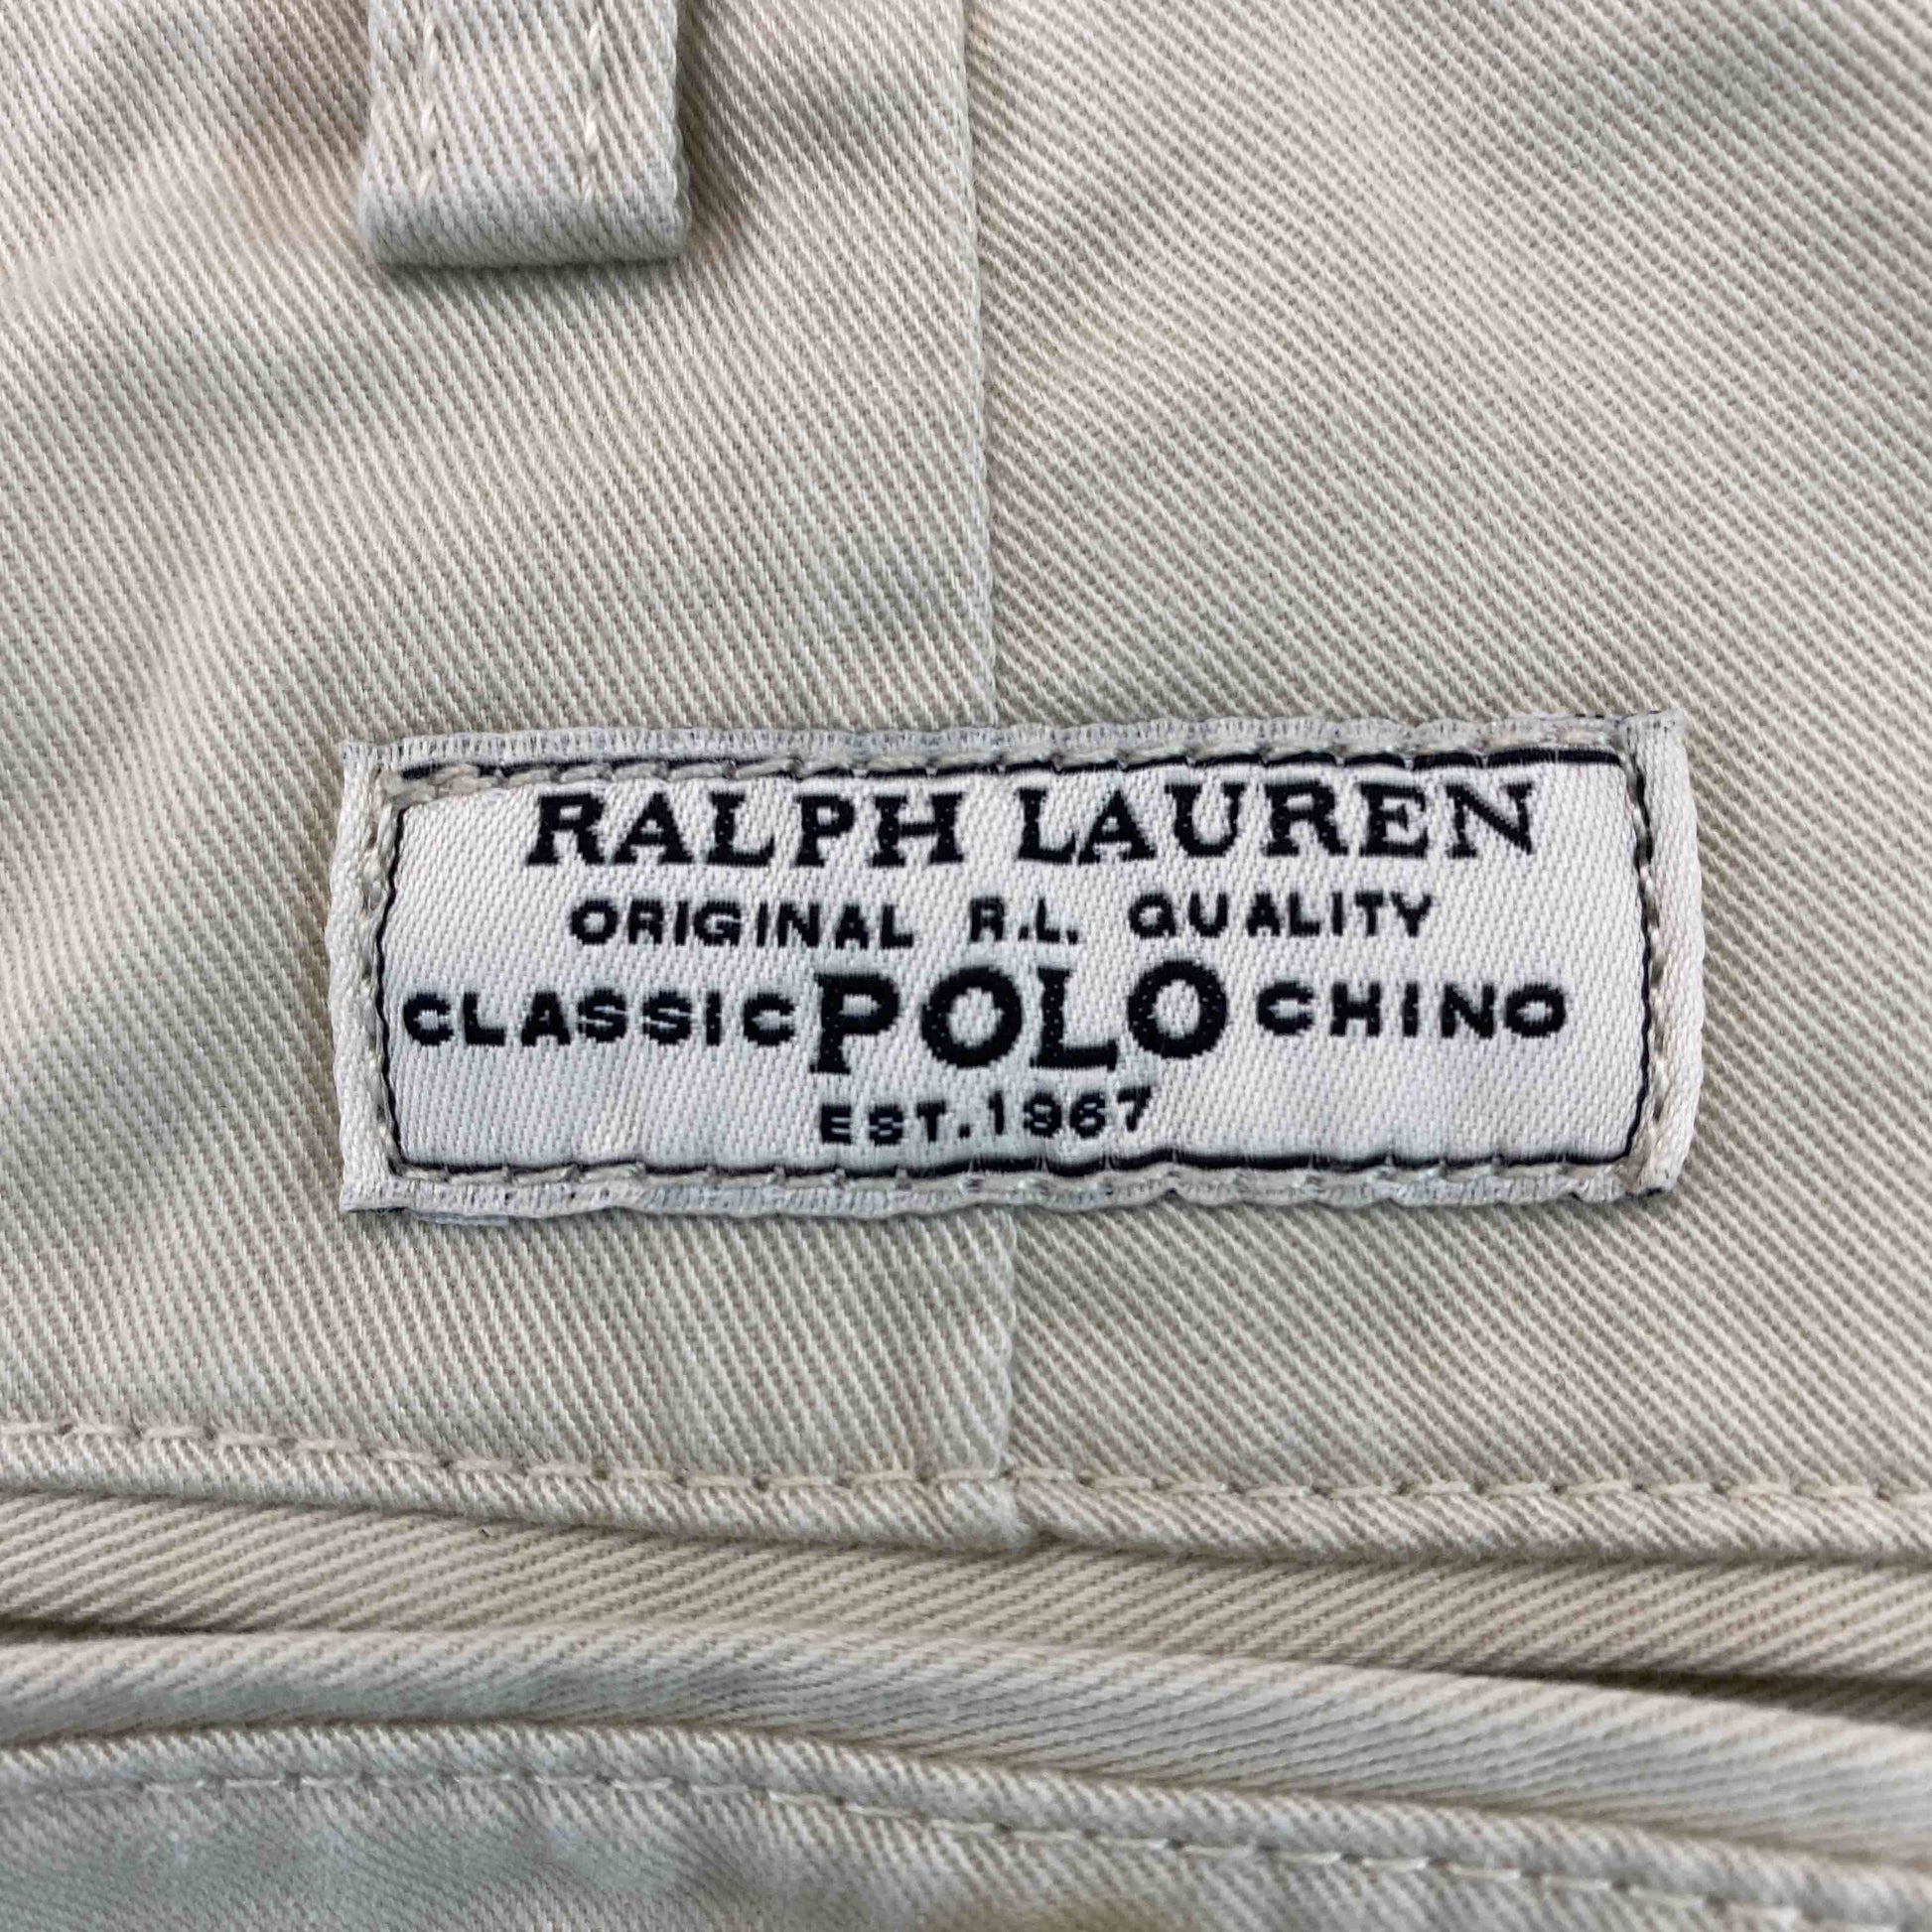 RALPH LAUREN
ORIGINAL R.L. QUALITY
CLASSIC POLO CHINO
EST.1967